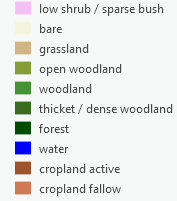 low shrub / sparse bush
bare
grassland
open woodland
woodland
thicket / dense woodland
forest
water
cropland active
cropland fallow